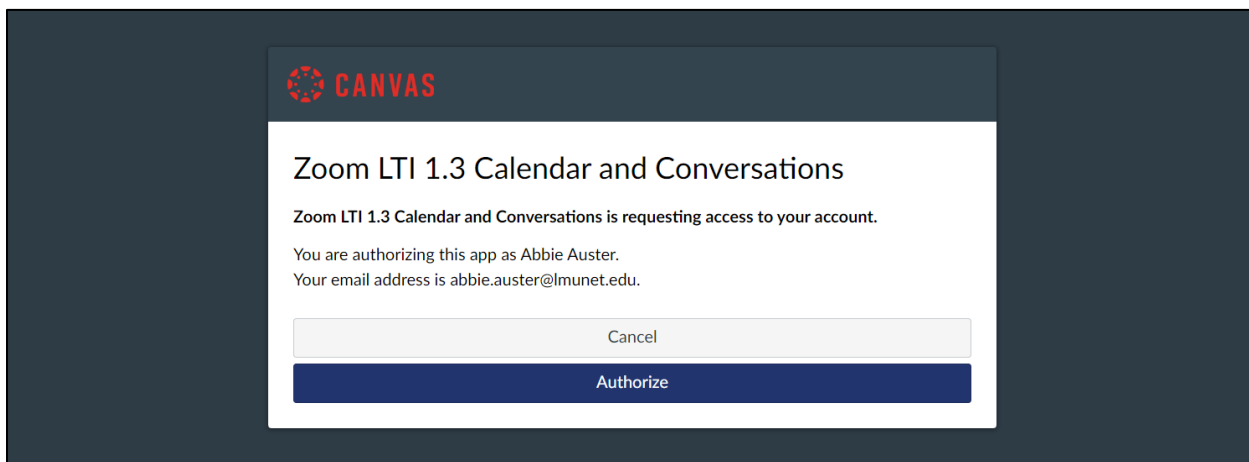 CANVAS
Zoom LTI 1.3 Calendar and Conversations
Zoom LTI 1.3 Calendar and Conversations is requesting access to your account.
You are authorizing this app as Abbie Auster.
Your email address is abbie.auster@lmunet.edu.
Cancel
Authorize